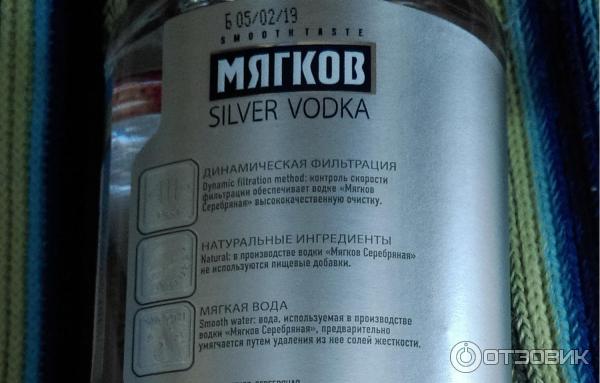 Б 05/02/19
SMOOTH TASTE
МЯГКОВ
SILVER VODKA
ДИНАМИЧЕСКАЯ ФИЛЬТРАЦИЯ
Dynamic filtration method: контроль скорости
фильтрации обеспечивает водке «Мягков
Серебряная» высококачественную очистку.
НАТУРАЛЬНЫЕ ИНГРЕДИЕНТЫ
Natural: в производстве водки «Мягков Серебряная»
не используются пищевые добавки.
МЯГКАЯ ВОДА
Smooth water: вода, используемая в производстве
водки «Мягков Серебряная», предварительно
умягчается путем удаления из нее солей жесткости.
ОТЗОВИК